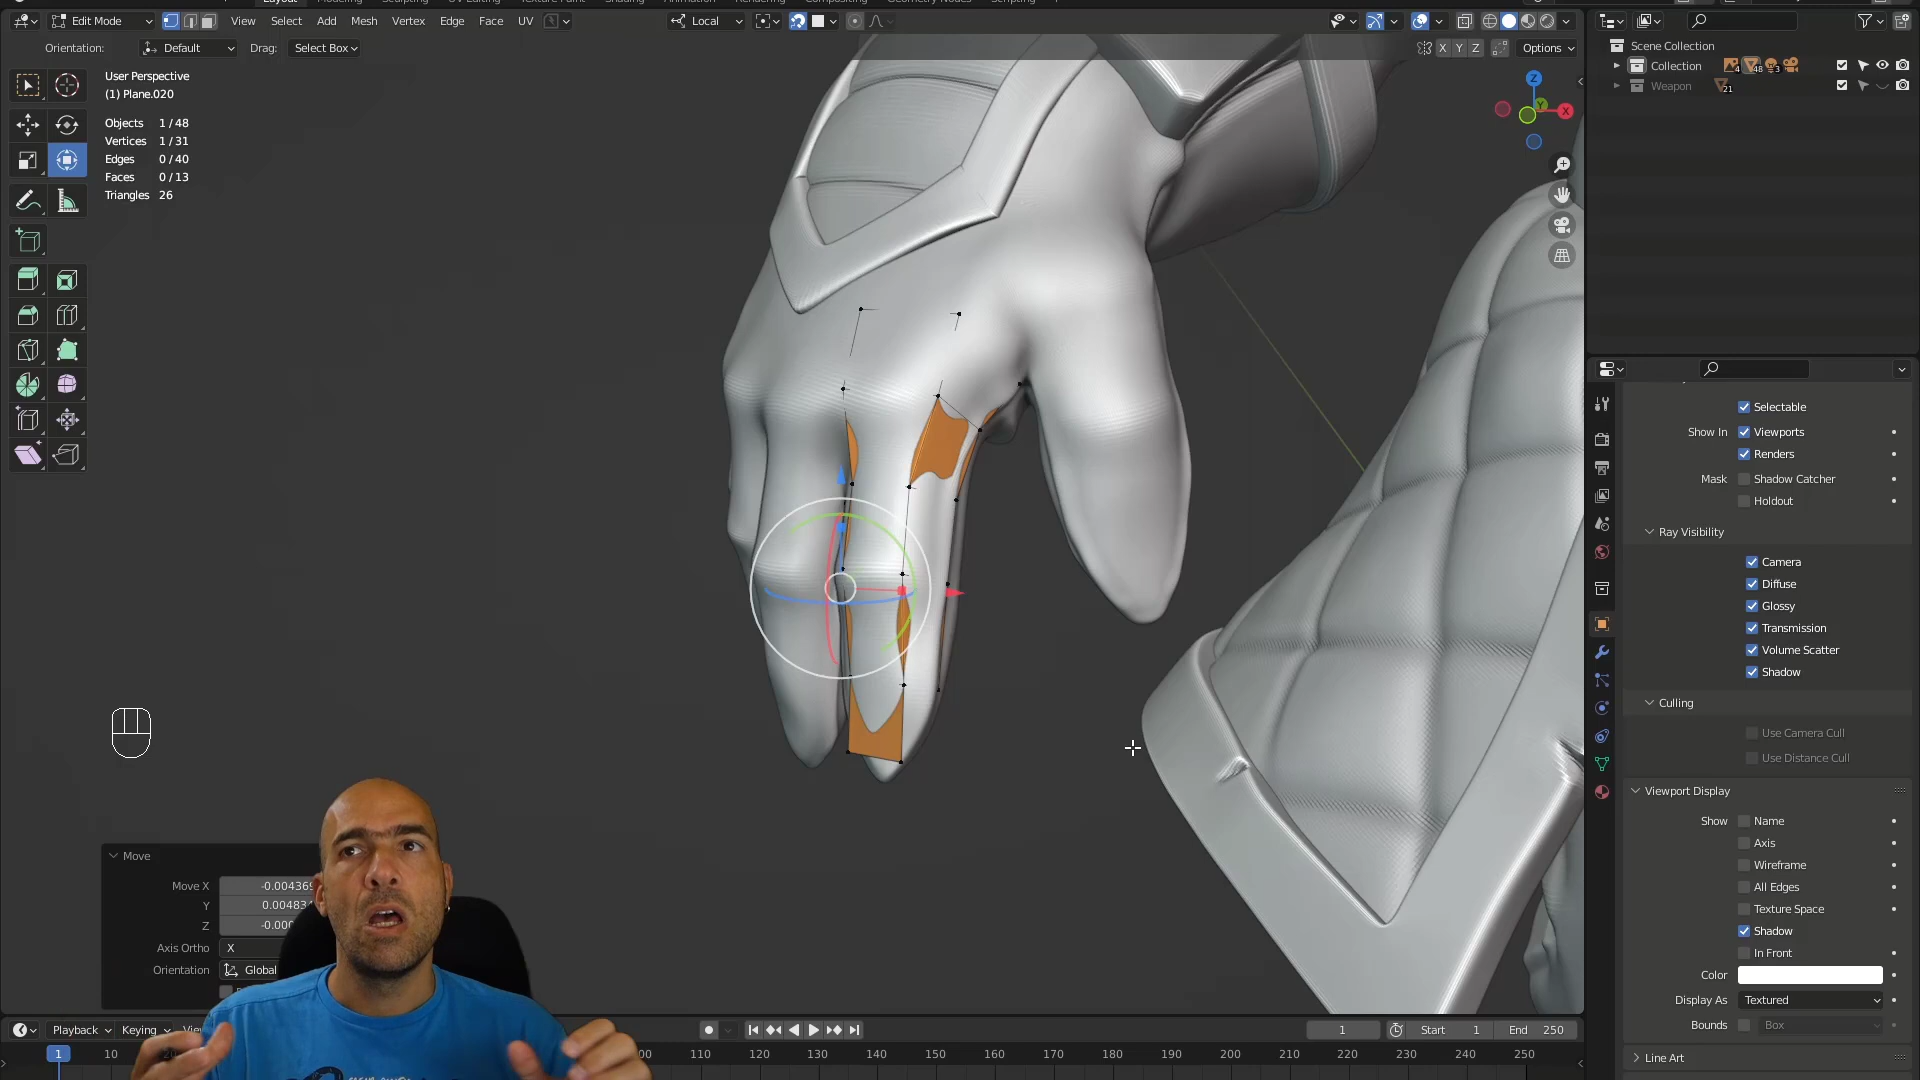 Edit Mode View Select Add Mesh Vertex Edge Face UV Local
Orientation: Default Drag: Select Box X Y Z Options
User Perspective
(1) Plane.020
Objects 1 / 48
Vertices 1 / 31
Edges 0 / 40
Faces 0 / 13
Triangles 26
Z
Y
X
Scene Collection
Collection 4 48 3
Weapon 21
Selectable
Show In Viewports
Renders
Mask Shadow Catcher
Holdout
Ray Visibility
Camera
Diffuse
Glossy
Transmission
Volume Scatter
Shadow
Culling
Use Camera Cull
Use Distance Cull
Viewport Display
Show Name
Axis
Wireframe
All Edges
Texture Space
Shadow
In Front
Color
Display As Textured
Bounds Box
Line Art
Move
Move X
Y
Z
Axis Ortho X
Orientation Global
Playback Keying 1 Start 1 End 250
1 10 110 120 130 140 150 160 170 180 190 200 210 220 230 240 250